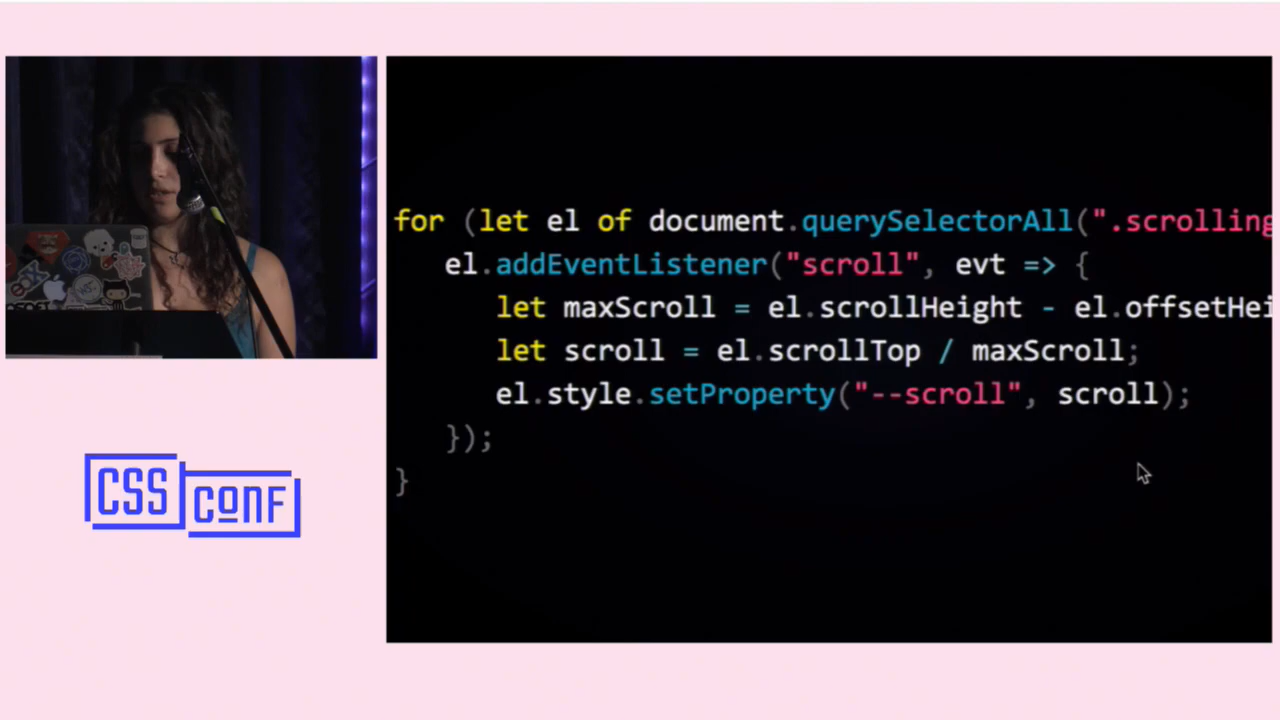 for (let el of document.querySelectorAll(".scrolling
el.addEventListener("scroll", evt => {
let maxScroll = el.scrollHeight - el.offsetHei
let scroll = el.scrollTop / maxScroll;
el.style.setProperty("--scroll", scroll);
});
}
CSS
CONF